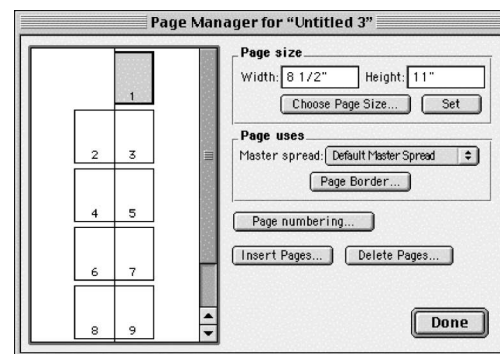 Page Manager for “Untitled 3”
1
2 3
4 5
6 7
8 9
Page size
Width: 8 1/2" Height: 11"
Choose Page Size... Set
Page uses
Master spread: Default Master Spread
Page Border...
Page numbering...
Insert Pages... Delete Pages...
Done